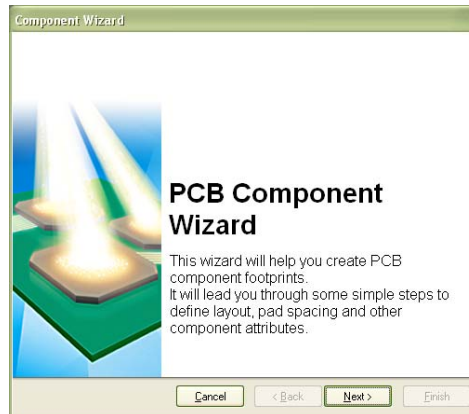 Component Wizard
PCB Component
Wizard
This wizard will help you create PCB
component footprints.
It will lead you through some simple steps to
define layout, pad spacing and other
component attributes.
Cancel < Back Next > Finish